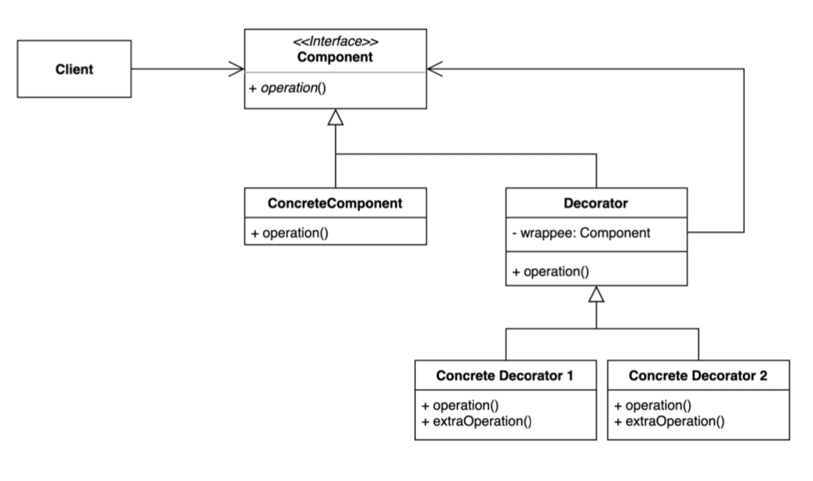 Client
<<Interface>>
Component
+ operation()
ConcreteComponent
+ operation()
Decorator
- wrappee: Component
+ operation()
Concrete Decorator 1
+ operation()
+ extraOperation()
Concrete Decorator 2
+ operation()
+ extraOperation()